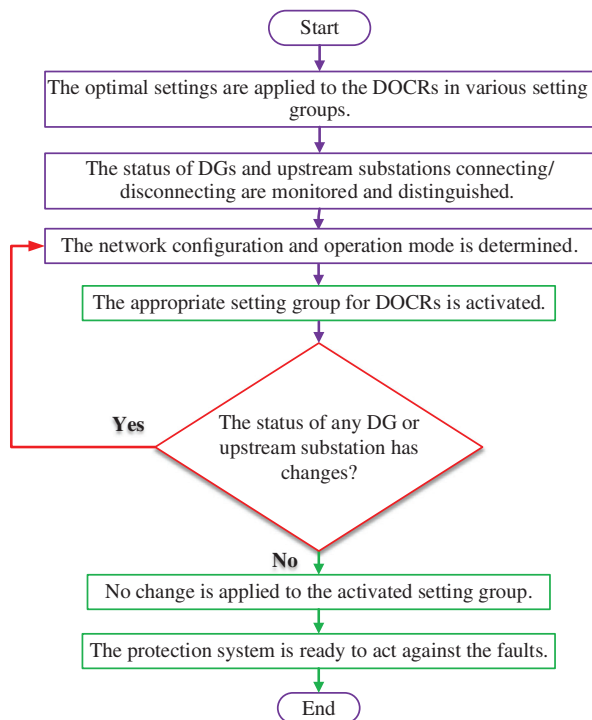 Start
The optimal settings are applied to the DOCRs in various setting
groups.
The status of DGs and upstream substations connecting/
disconnecting are monitored and distinguished.
The network configuration and operation mode is determined.
The appropriate setting group for DOCRs is activated.
Yes
The status of any DG or
upstream substation has
changes?
No
No change is applied to the activated setting group.
The protection system is ready to act against the faults.
End